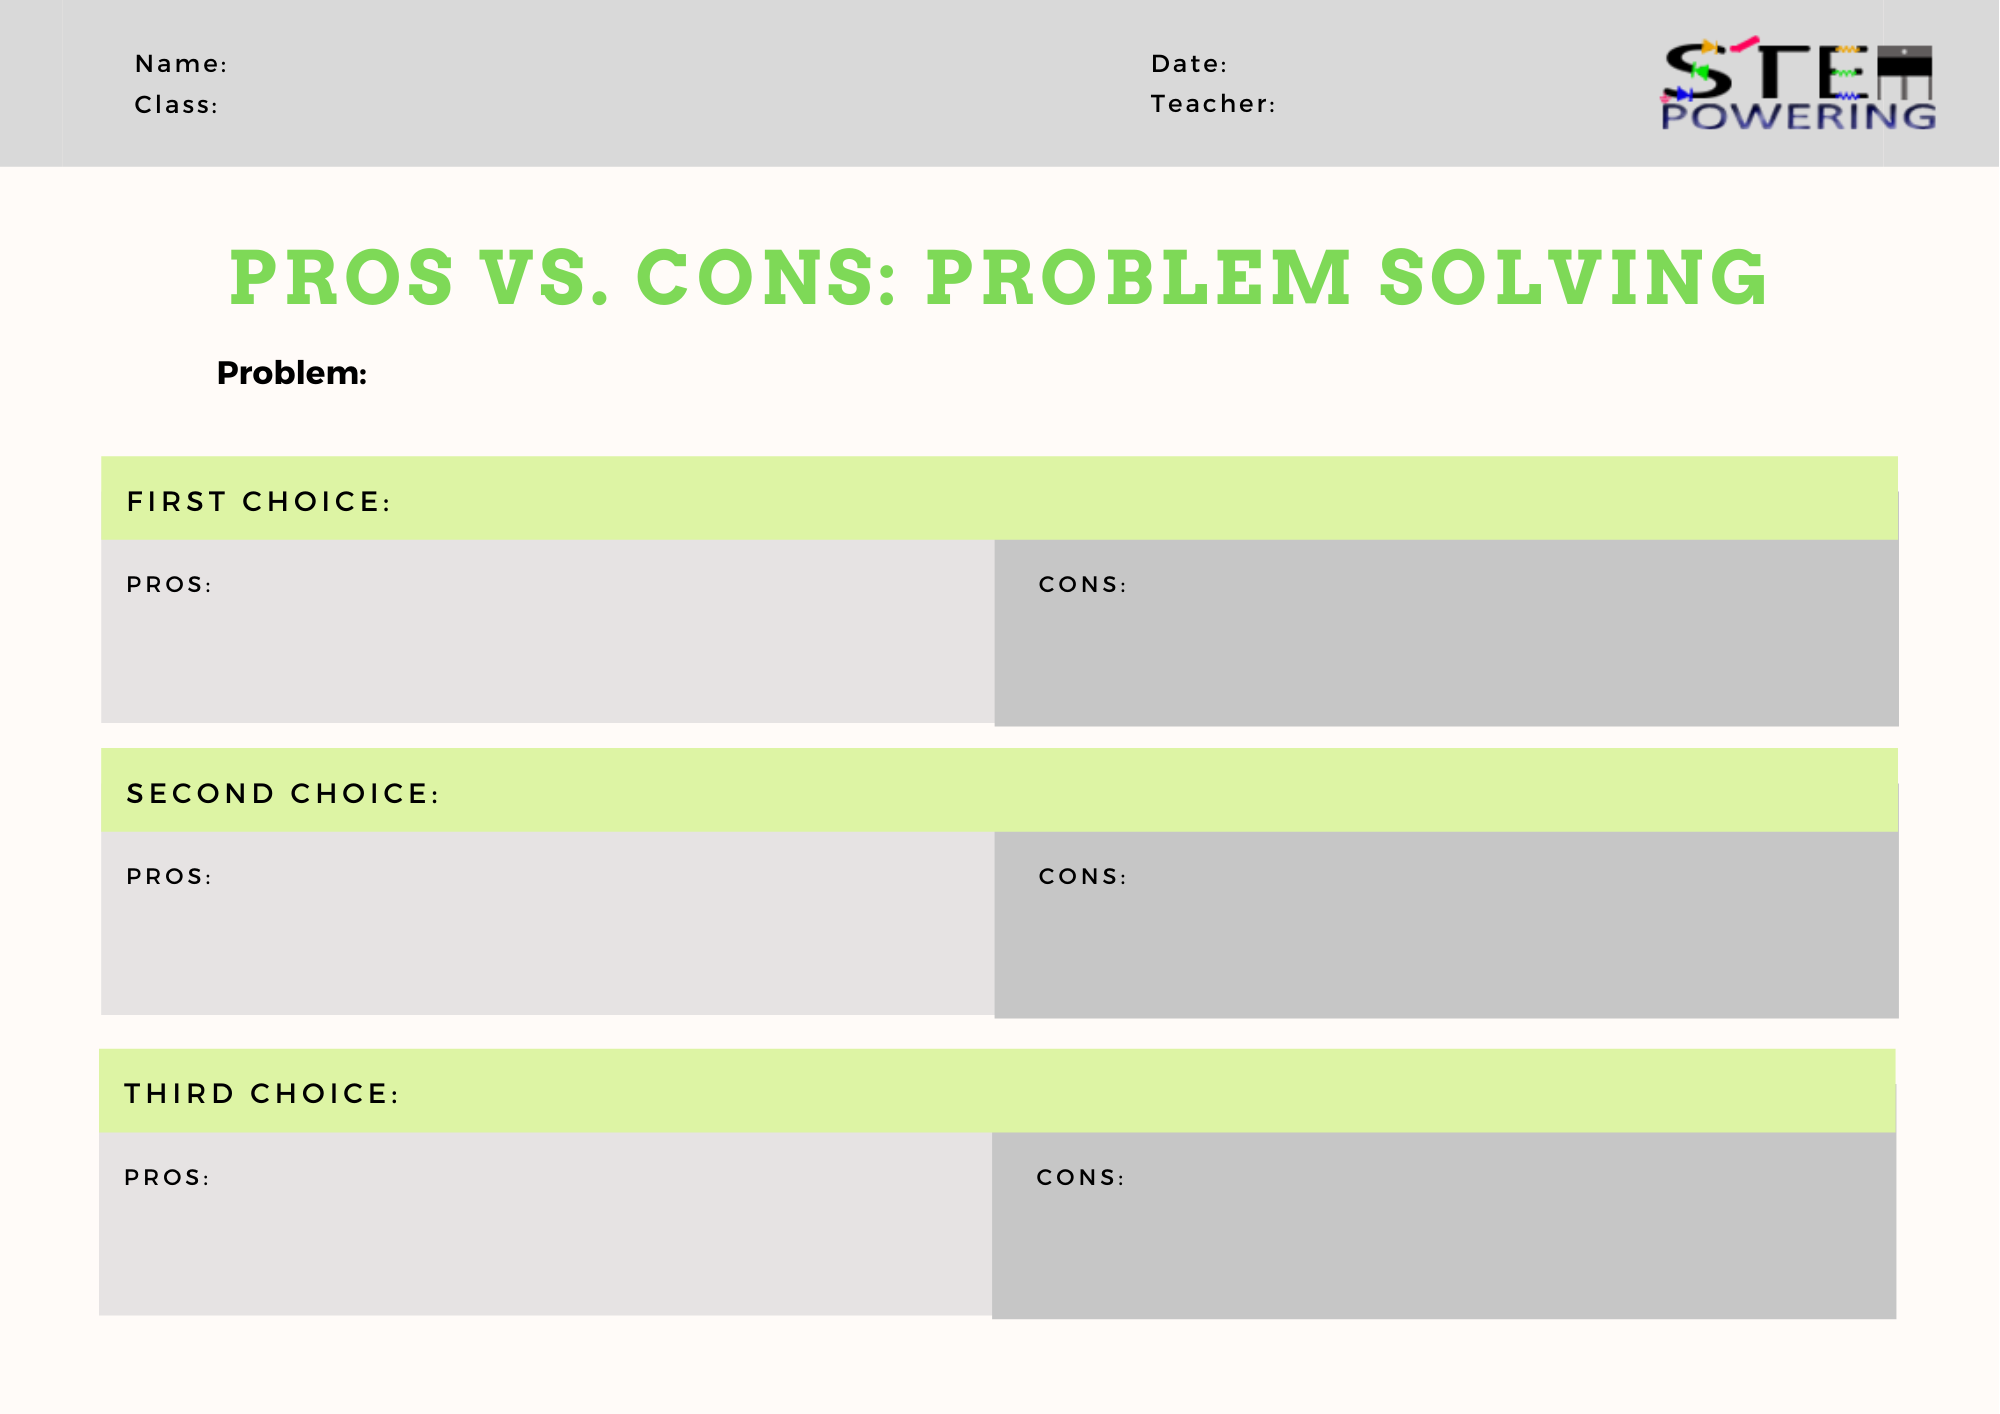 Name:
Class:
Date:
Teacher:
STEM
POWERING
PROS VS. CONS: PROBLEM SOLVING
Problem:
FIRST CHOICE:
PROS:
CONS:
SECOND CHOICE:
PROS:
CONS:
THIRD CHOICE:
PROS:
CONS: